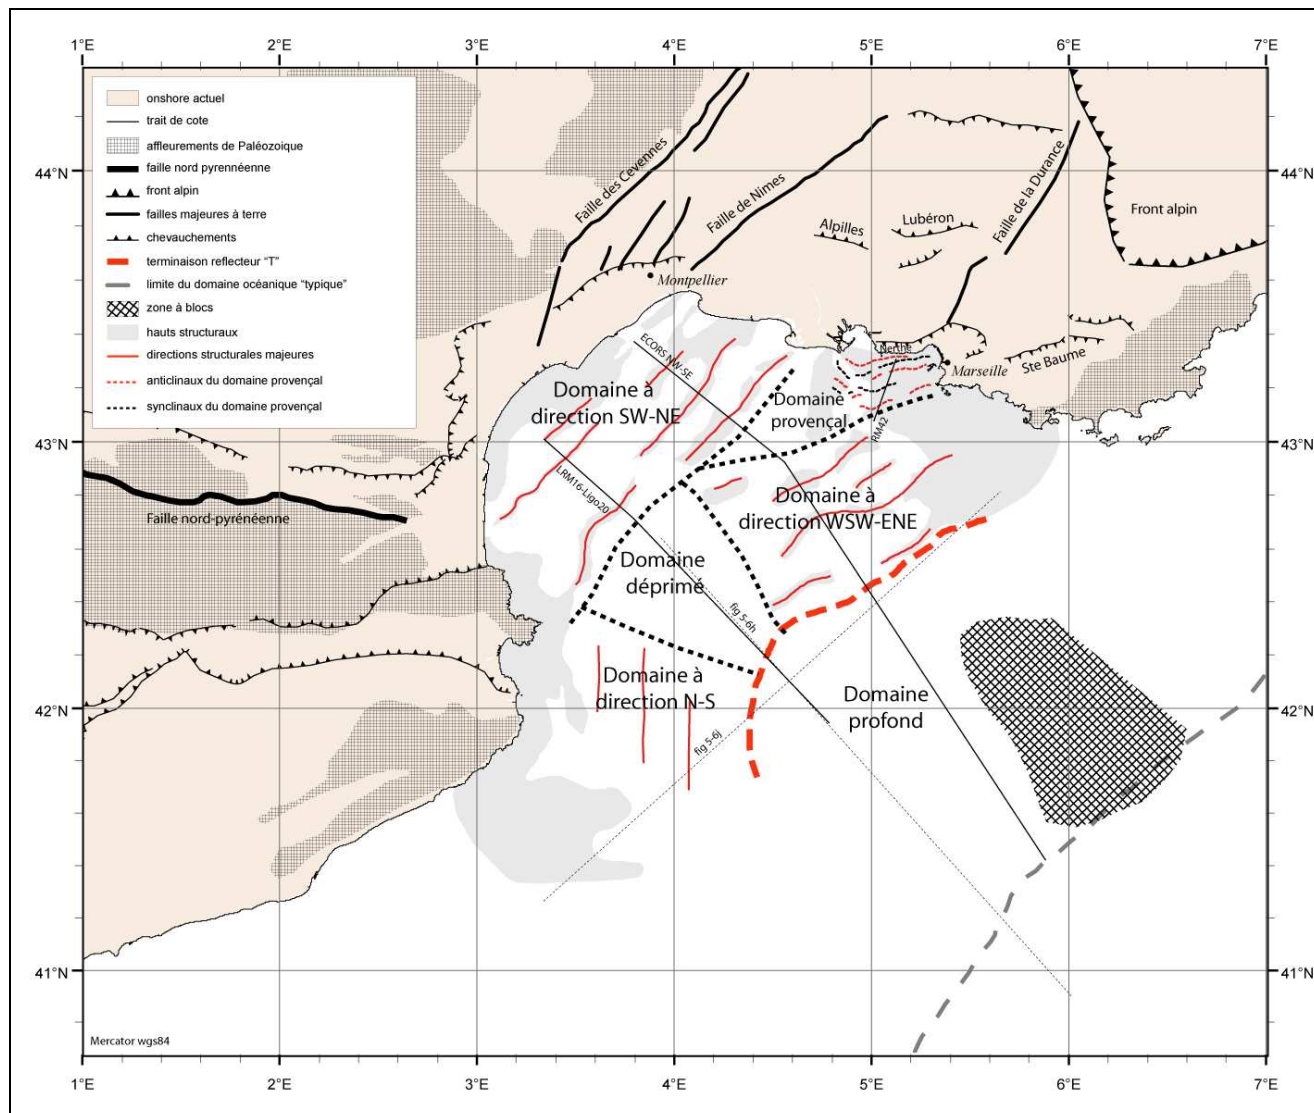 1°E 2°E 3°E 4°E 5°E 6°E 7°E
onshore actuel
trait de cote
affleurements de Paléozoique
faille nord pyrennéenne
front alpin
failles majeures à terre
chevauchements
terminaison reflecteur "T"
limite du domaine océanique "typique"
zone à blocs
hauts structuraux
directions structurales majeures
anticlinaux du domaine provençal
synclinaux du domaine provençal
44°N
44°N
Faille des Cevennes
Faille de Nimes
Faille de la Durance
Front alpin
Alpilles
Lubéron
Montpellier
ECORS NW-SE
Nerthe
Marseille
Ste Baume
Domaine à
direction SW-NE
Domaine
provençal
RM42
43°N
43°N
LRM16-Ligo20
Domaine à
direction WSW-ENE
Faille nord-pyrénéenne
Domaine
déprimé
fig 5-6h
Domaine à
direction N-S
fig 5-6j
Domaine
profond
42°N
42°N
41°N
41°N
Mercator wgs84
1°E 2°E 3°E 4°E 5°E 6°E 7°E